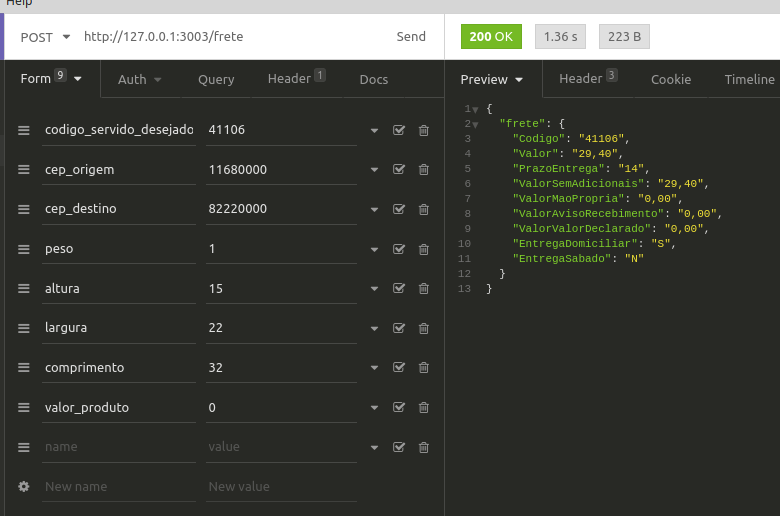 Help
POST http://127.0.0.1:3003/frete Send 200 OK 1.36 s 223 B
Form 9 Auth Query Header 1 Docs
Preview Header 3 Cookie Timeline
codigo_servido_desejado 41106
cep_origem 11680000
cep_destino 82220000
peso 1
altura 15
largura 22
comprimento 32
valor_produto 0
name value
New name New value
1 {
2 "frete": {
3 "Codigo": "41106",
4 "Valor": "29,40",
5 "PrazoEntrega": "14",
6 "ValorSemAdicionais": "29,40",
7 "ValorMaoPropria": "0,00",
8 "ValorAvisoRecebimento": "0,00",
9 "ValorValorDeclarado": "0,00",
10 "EntregaDomiciliar": "S",
11 "EntregaSabado": "N"
12 }
13 }